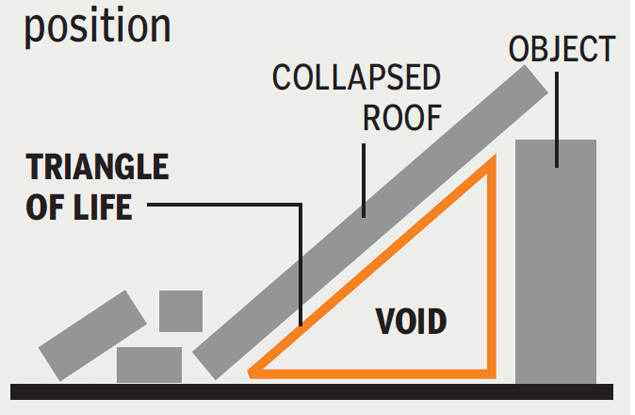 position
OBJECT
COLLAPSED
ROOF
TRIANGLE
OF LIFE
VOID